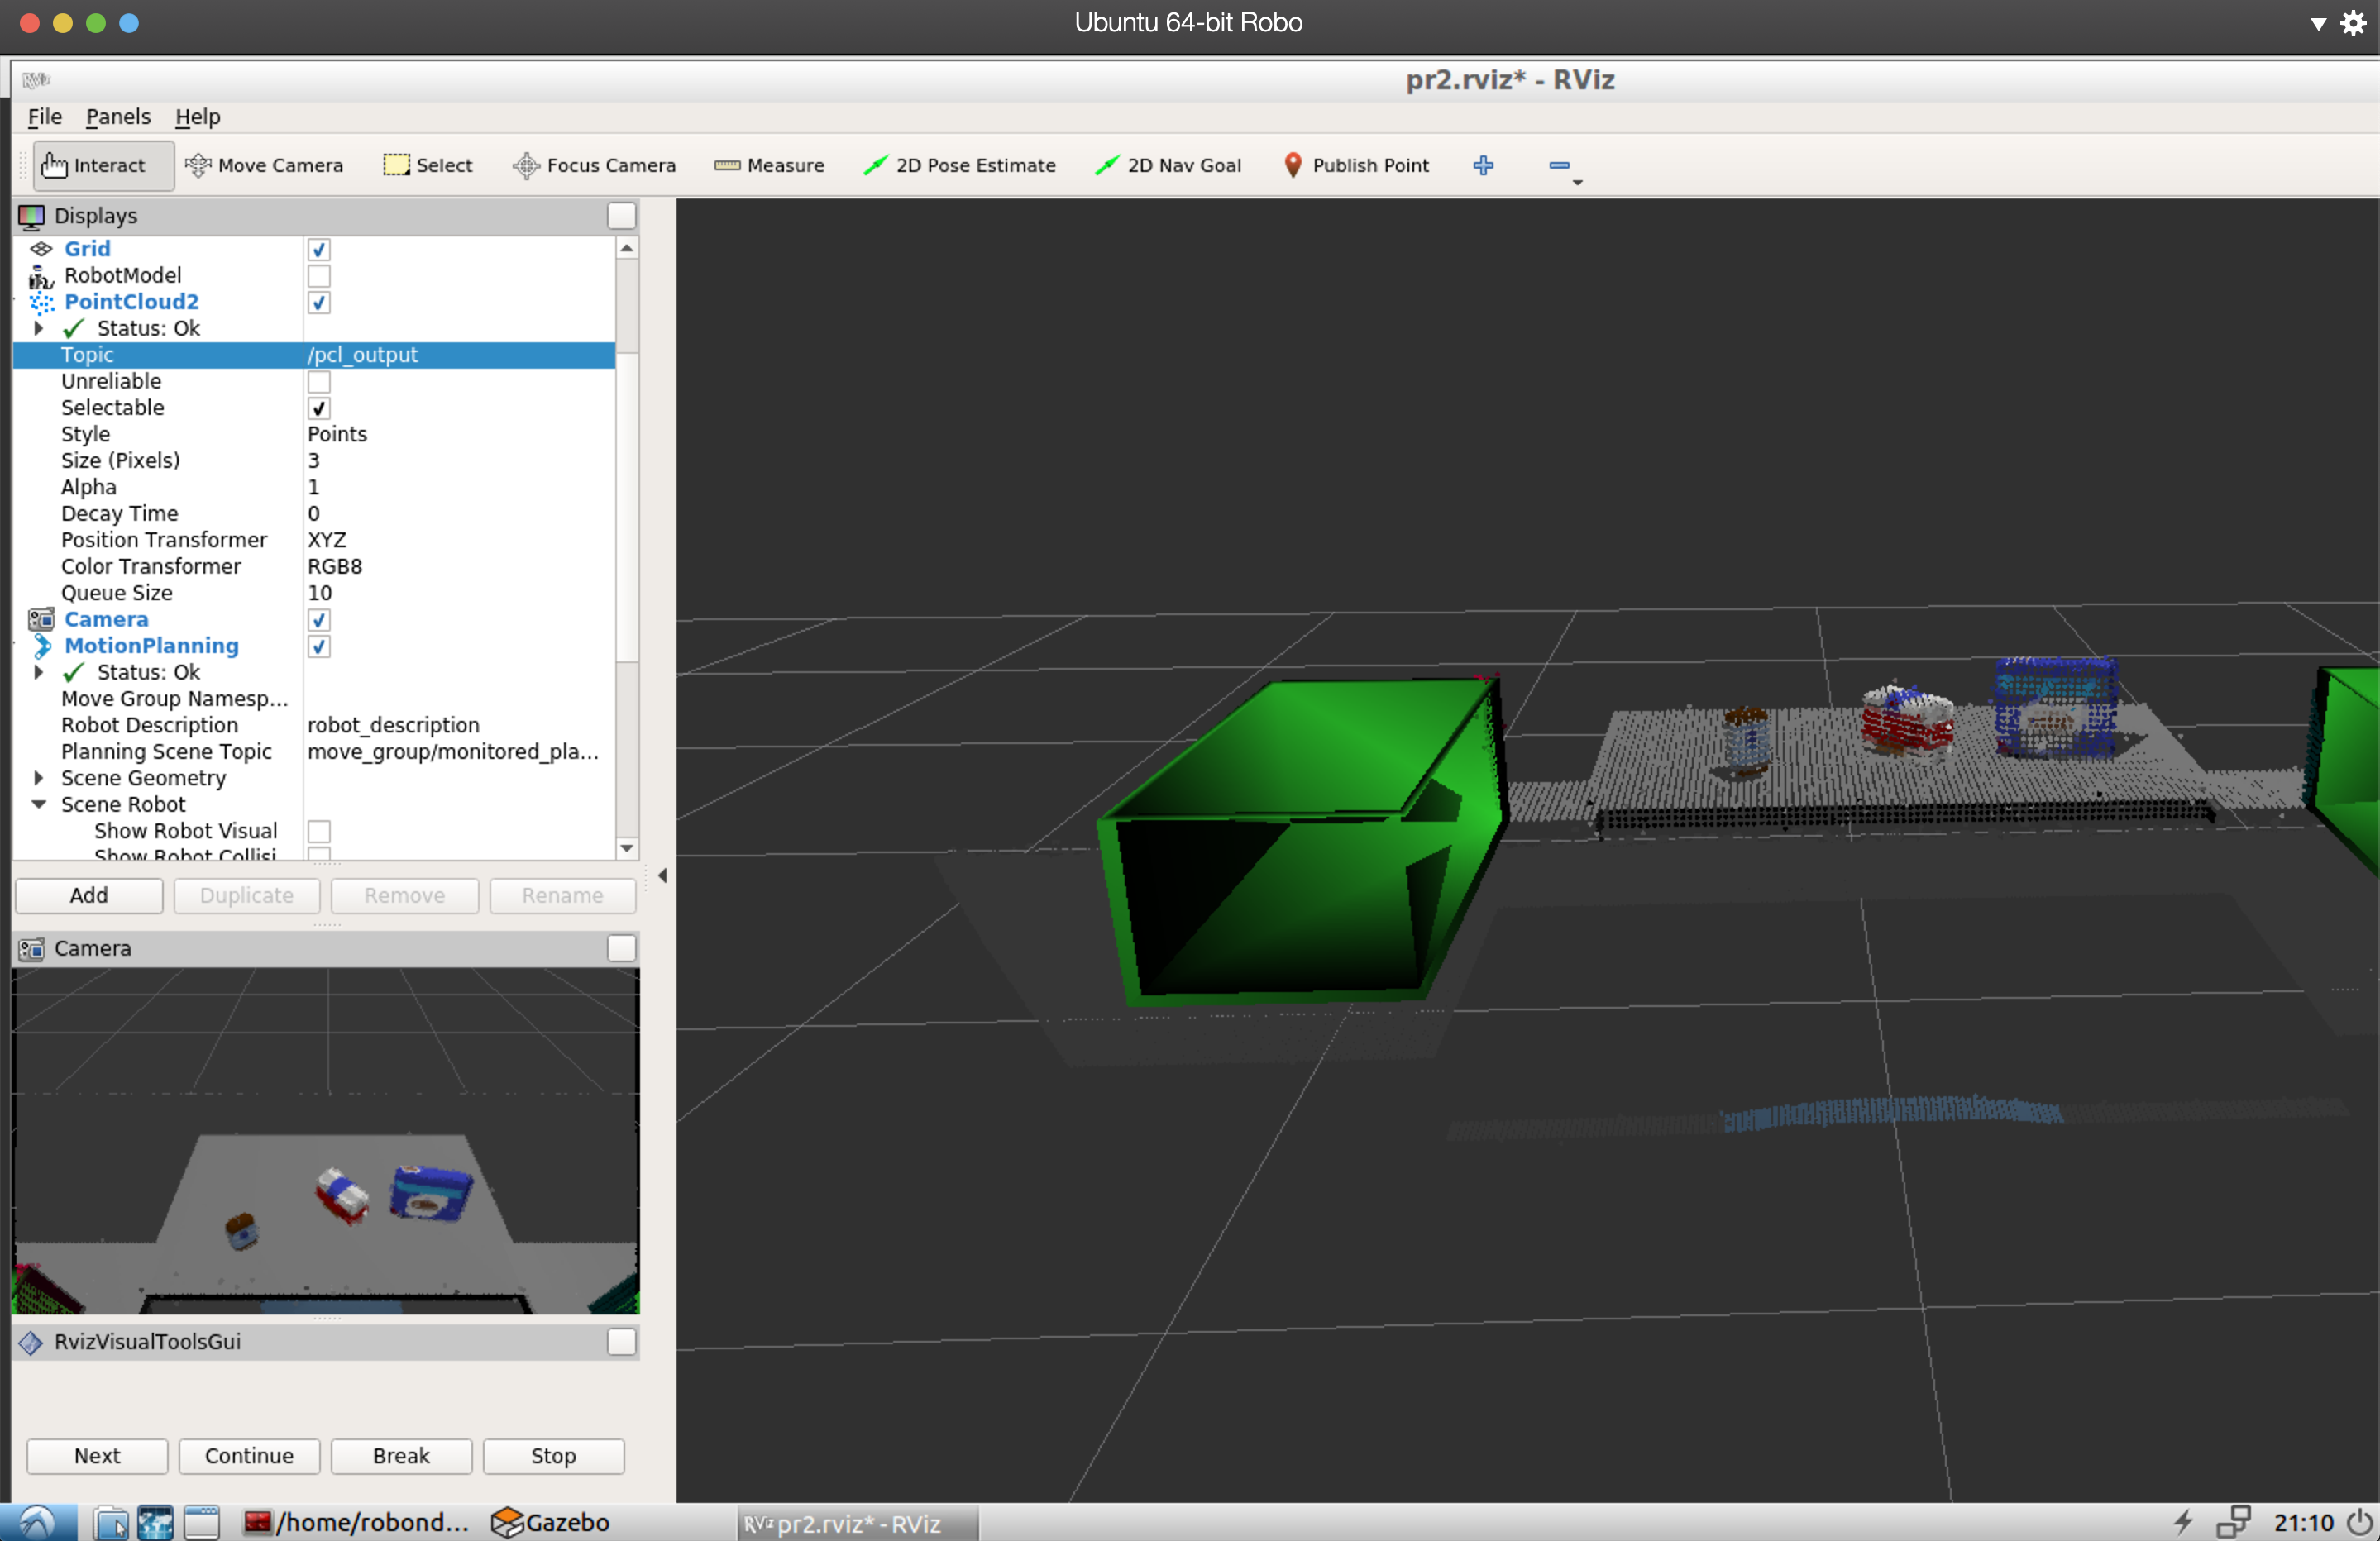 Ubuntu 64-bit Robo
RViz
pr2.rviz* - RViz
File Panels Help
Interact Move Camera Select Focus Camera Measure 2D Pose Estimate 2D Nav Goal Publish Point
Displays
Grid
RobotModel
PointCloud2
Status: Ok
Topic /pcl_output
Unreliable
Selectable
Style Points
Size (Pixels) 3
Alpha 1
Decay Time 0
Position Transformer XYZ
Color Transformer RGB8
Queue Size 10
Camera
MotionPlanning
Status: Ok
Move Group Namesp...
Robot Description robot_description
Planning Scene Topic move_group/monitored_pla...
Scene Geometry
Scene Robot
Show Robot Visual
Show Robot Collisi
Add Duplicate Remove Rename
Camera
RvizVisualToolsGui
Next Continue Break Stop
/home/robond... Gazebo RViz pr2.rviz* - RViz 21:10